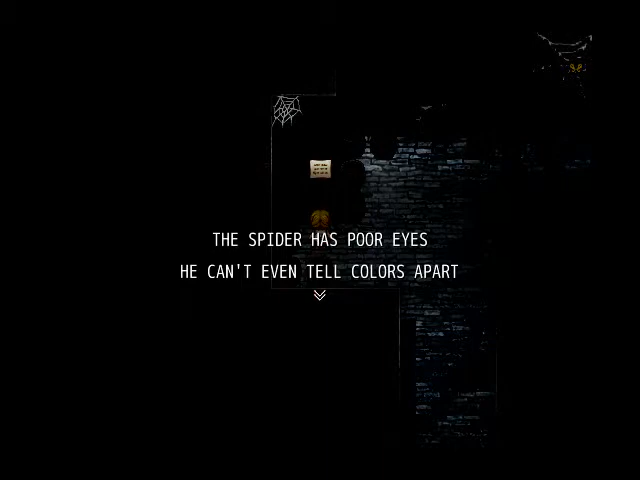 THE SPIDER HAS POOR EYES
HE CAN'T EVEN TELL COLORS APART